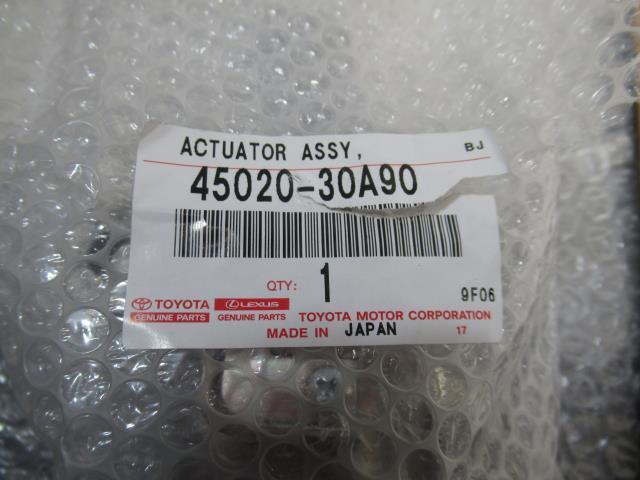 ACTUATOR ASSY, BJ
45020-30A90
QTY: 1 9F06
TOYOTA LEXUS
GENUINE PARTS GENUINE PARTS TOYOTA MOTOR CORPORATION
MADE IN JAPAN 17